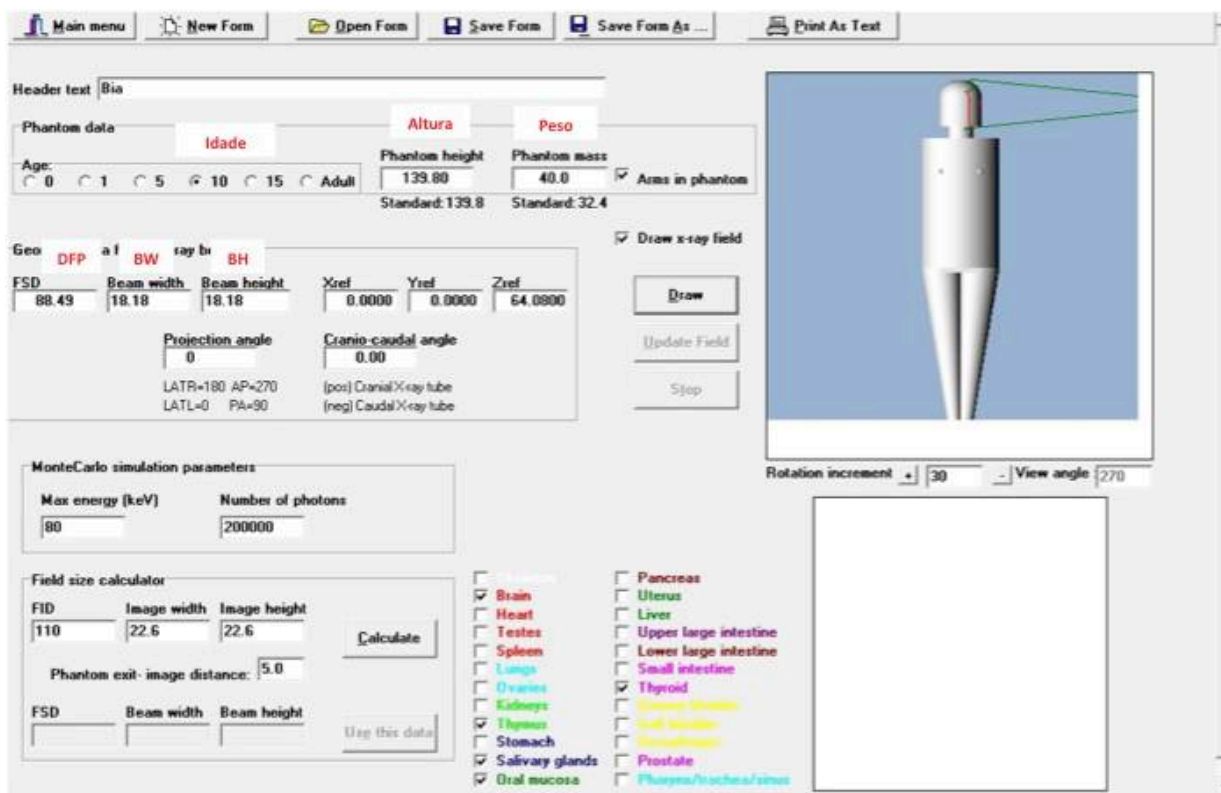 Main menu New Form Open Form Save Form Save Form As ... Print As Text
Header text Bia
Phantom data Idade Altura Peso
Age: Phantom height Phantom mass
0 1 5 10 15 Adult 139.80 40.0 Arms in phantom
Standard: 139.8 Standard: 32.4
Draw x-ray field
DFP BW BH
FSD Beam width Beam height Xref Yref Zref
88.49 18.18 18.18 0.0000 0.0000 64.0800
Draw
Projection angle Cranio-caudal angle
0 0.00
Update Field
LATR=180 AP=270 (pos) Cranial X-ray tube
LATL=0 PA=90 (neg) Caudal X-ray tube
Stop
MonteCarlo simulation parameters
Rotation increment + 30 - View angle 270
Max energy (keV) Number of photons
80 200000
Field size calculator
FID Image width Image height
110 22.6 22.6
Calculate
Phantom exit- image distance: 5.0
FSD Beam width Beam height
Use this data
Brain
Heart
Testes
Spleen
Lungs
Ovaries
Kidneys
Thymus
Stomach
Salivary glands
Oral mucosa
Pancreas
Uterus
Liver
Upper large intestine
Lower large intestine
Small intestine
Thyroid
Prostate
Pharynx/trachea/sinus